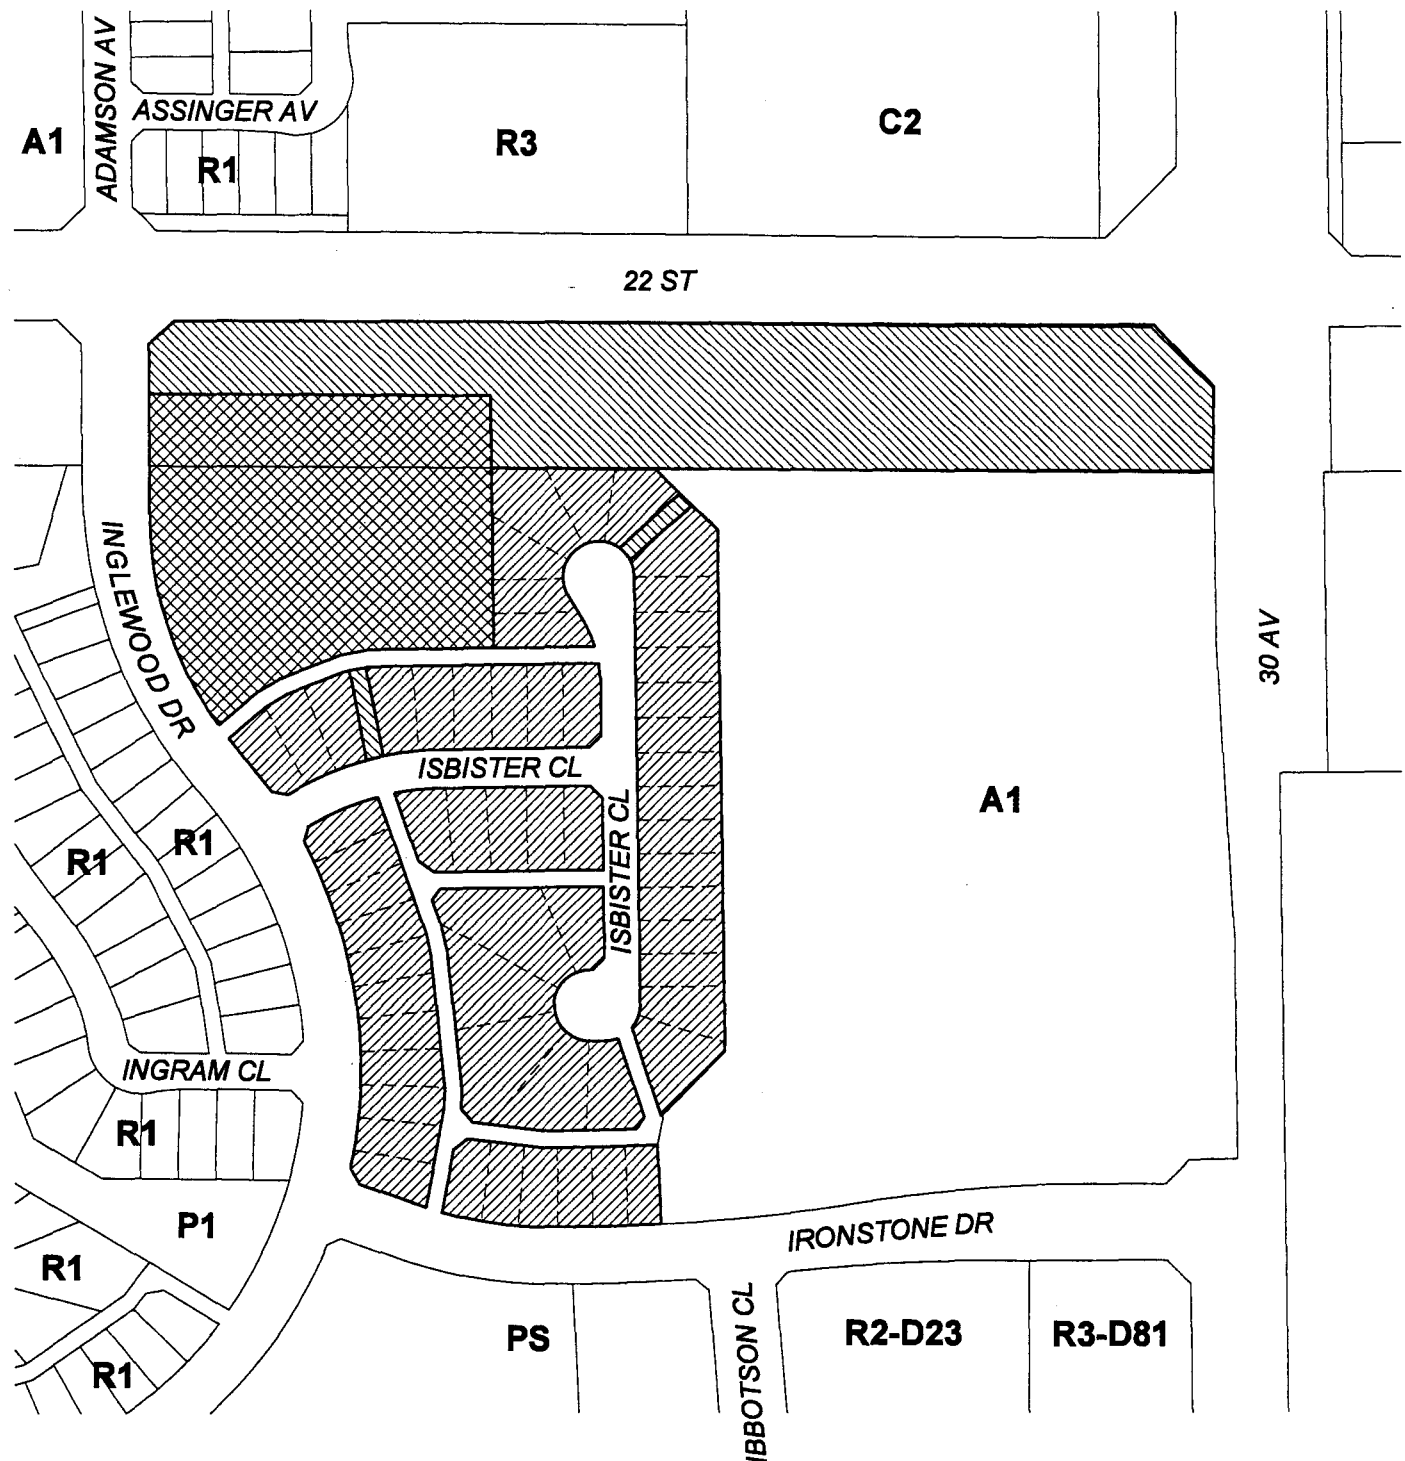 ADAMSON AV
ASSINGER AV
A1
R1
R3
C2
22 ST
INGLEWOOD DR
30 AV
ISBISTER CL
ISBISTER CL
A1
R1
R1
INGRAM CL
R1
P1
IRONSTONE DR
R1
PS
IBBOTSON CL
R2-D23
R3-D81
R1